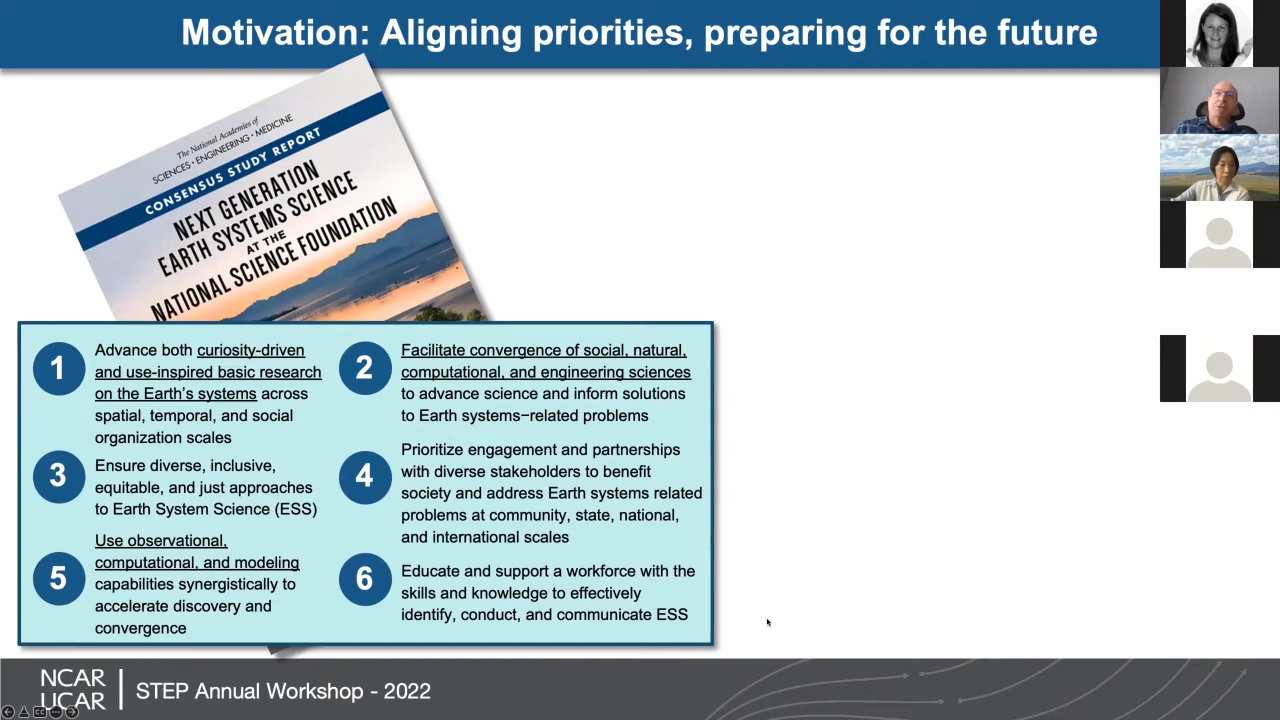 Motivation: Aligning priorities, preparing for the future
The National Academies of
SCIENCES • ENGINEERING • MEDICINE
CONSENSUS STUDY REPORT
NEXT GENERATION
EARTH SYSTEMS SCIENCE
AT THE
NATIONAL SCIENCE FOUNDATION
1
Advance both curiosity-driven
and use-inspired basic research
on the Earth's systems across
spatial, temporal, and social
organization scales
2
Facilitate convergence of social, natural,
computational, and engineering sciences
to advance science and inform solutions
to Earth systems−related problems
3
Ensure diverse, inclusive,
equitable, and just approaches
to Earth System Science (ESS)
4
Prioritize engagement and partnerships
with diverse stakeholders to benefit
society and address Earth systems related
problems at community, state, national,
and international scales
5
Use observational,
computational, and modeling
capabilities synergistically to
accelerate discovery and
convergence
6
Educate and support a workforce with the
skills and knowledge to effectively
identify, conduct, and communicate ESS
NCAR
UCAR
STEP Annual Workshop - 2022